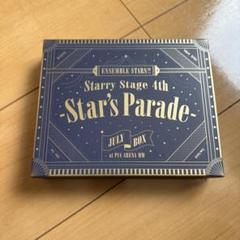 ENSEMBLE STARS!!
Starry Stage 4th
-Star's Parade-
JULY BOX
at PIA ARENA MM